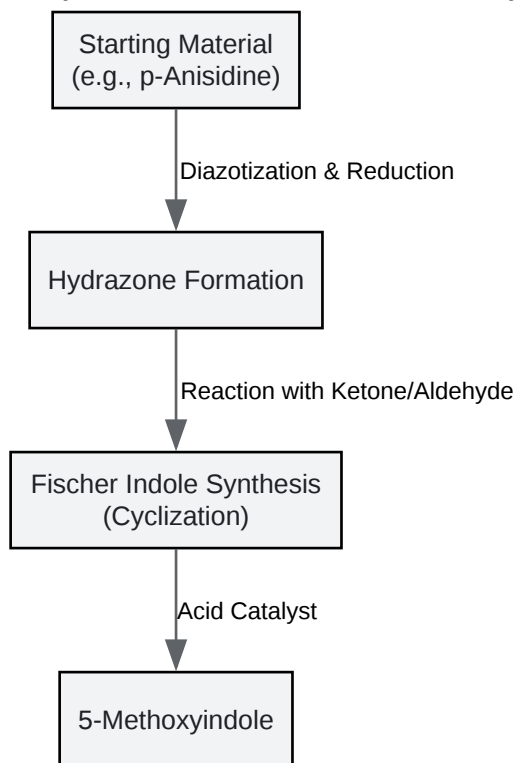 Starting Material
(e.g., p-Anisidine)
Diazotization & Reduction
Hydrazone Formation
Reaction with Ketone/Aldehyde
Fischer Indole Synthesis
(Cyclization)
Acid Catalyst
5-Methoxyindole